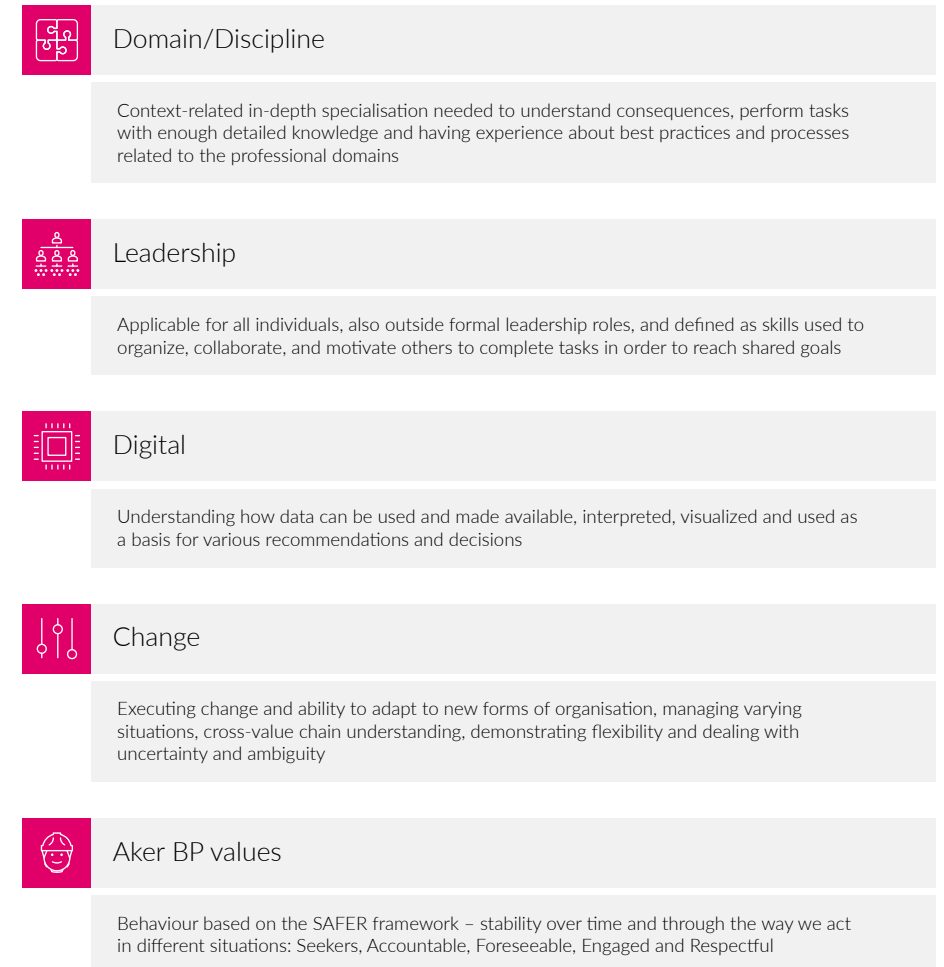 Domain/Discipline
Context-related in-depth specialisation needed to understand consequences, perform tasks
with enough detailed knowledge and having experience about best practices and processes
related to the professional domains
Leadership
Applicable for all individuals, also outside formal leadership roles, and defined as skills used to
organize, collaborate, and motivate others to complete tasks in order to reach shared goals
Digital
Understanding how data can be used and made available, interpreted, visualized and used as
a basis for various recommendations and decisions
Change
Executing change and ability to adapt to new forms of organisation, managing varying
situations, cross-value chain understanding, demonstrating flexibility and dealing with
uncertainty and ambiguity
Aker BP values
Behaviour based on the SAFER framework – stability over time and through the way we act
in different situations: Seekers, Accountable, Foreseeable, Engaged and Respectful